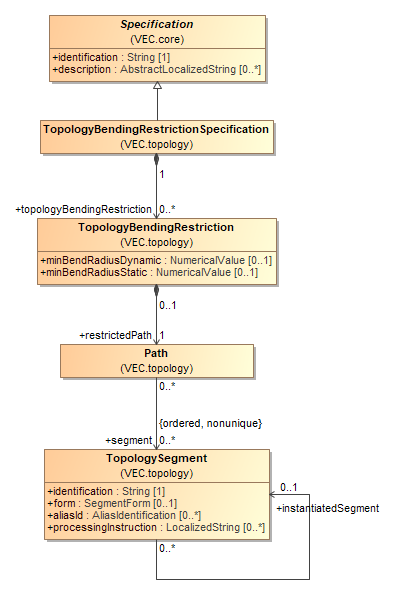 Specification
(VEC.core)
+identification : String [1]
+description : AbstractLocalizedString [0..*]
TopologyBendingRestrictionSpecification
(VEC.topology)
1
+topologyBendingRestriction 0..*
TopologyBendingRestriction
(VEC.topology)
+minBendRadiusDynamic : NumericalValue [0..1]
+minBendRadiusStatic : NumericalValue [0..1]
0..1
+restrictedPath 1
Path
(VEC.topology)
0..*
{ordered, nonunique}
+segment 0..*
TopologySegment
(VEC.topology)
+identification : String [1]
+form : SegmentForm [0..1]
+aliasId : AliasIdentification [0..*]
+processingInstruction : LocalizedString [0..*]
0..1
+instantiatedSegment
0..*